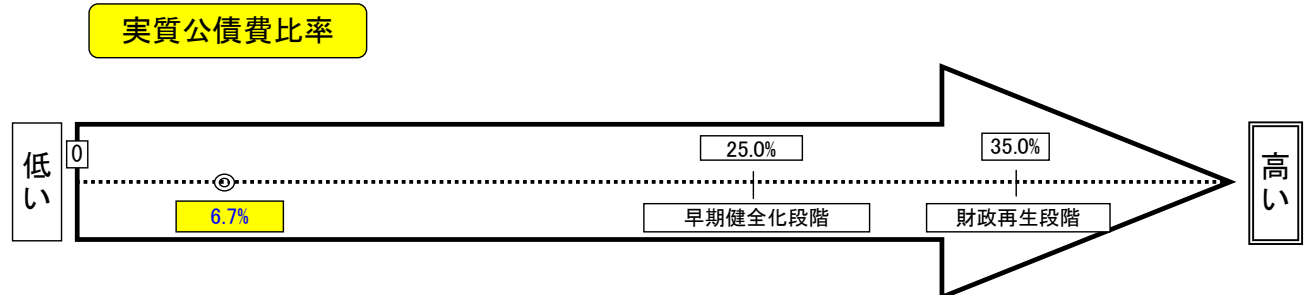 実質公債費比率
低い
0
25.0%
35.0%
高い
6.7%
早期健全化段階
財政再生段階